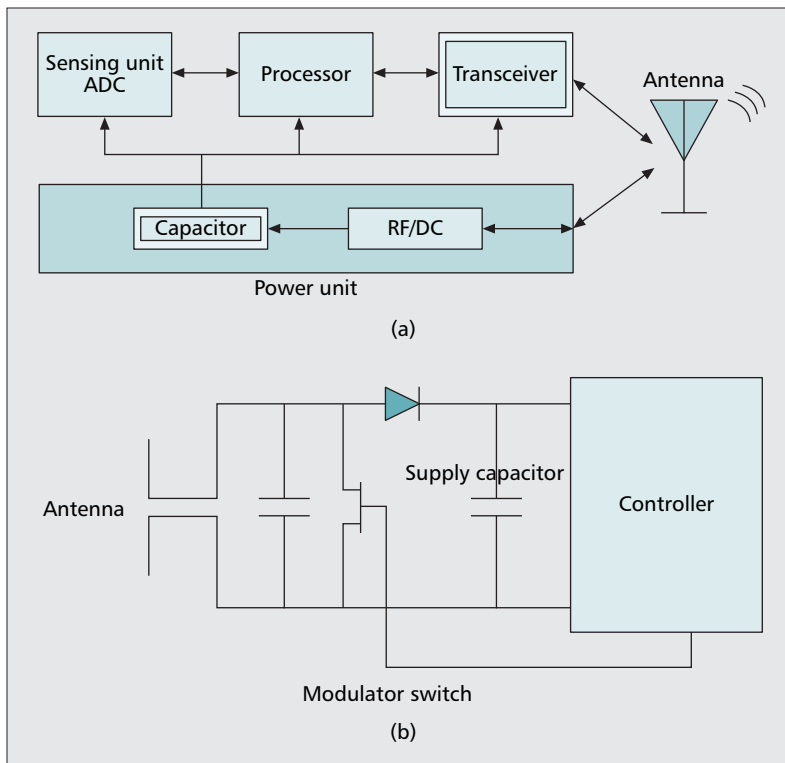 Sensing unit
ADC
Processor
Transceiver
Antenna
Capacitor
RF/DC
Power unit
(a)
Supply capacitor
Antenna
Controller
Modulator switch
(b)